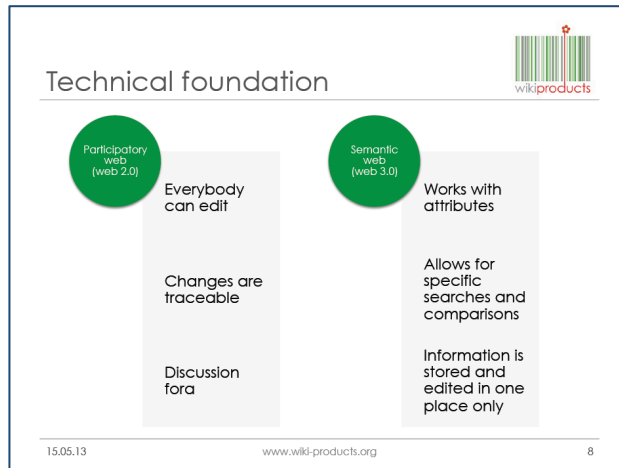 Technical foundation
wikiproducts
Participatory
web
(web 2.0)
Everybody
can edit
Changes are
traceable
Discussion
fora
Semantic
web
(web 3.0)
Works with
attributes
Allows for
specific
searches and
comparisons
Information is
stored and
edited in one
place only
15.05.13
www.wiki-products.org
8